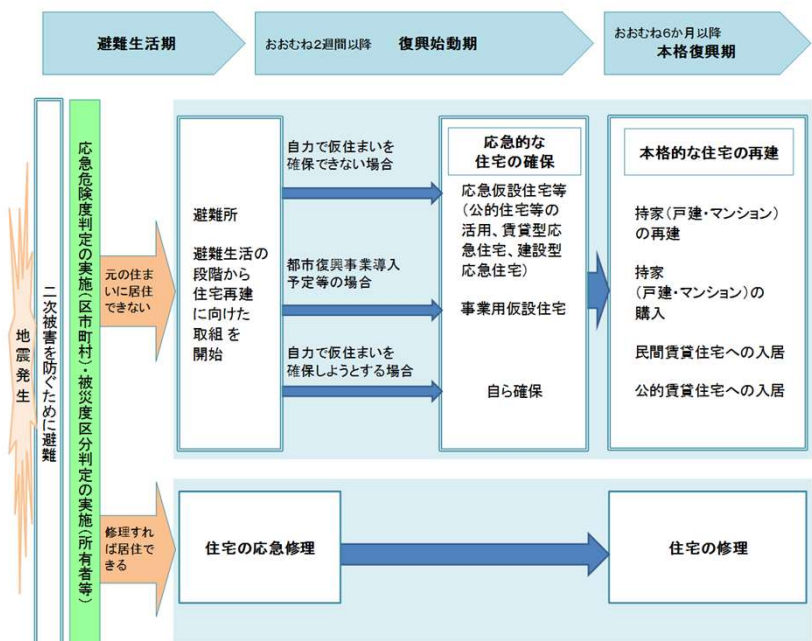 避難生活期
おおむね2週間以降 復興始動期
おおむね6か月以降
本格復興期
地震発生
二次被害を防ぐために避難
応急危険度判定の実施(区市町村)・被災度区分判定の実施(所有者等)
元の住ま
いに居住
できない
避難所
避難生活の
段階から
住宅再建
に向けた
取組 を
開始
自力で仮住まいを
確保できない場合
都市復興事業導入
予定等の場合
自力で仮住まいを
確保しようとする場合
応急的な
住宅の確保
応急仮設住宅等
(公的住宅等の
活用、賃貸型応
急住宅、建設型
応急住宅)
事業用仮設住宅
自ら確保
本格的な住宅の再建
持家(戸建・マンション)
の再建
持家
(戸建・マンション)の
購入
民間賃貸住宅への入居
公的賃貸住宅への入居
修理すれ
ば居住で
きる
住宅の応急修理
住宅の修理